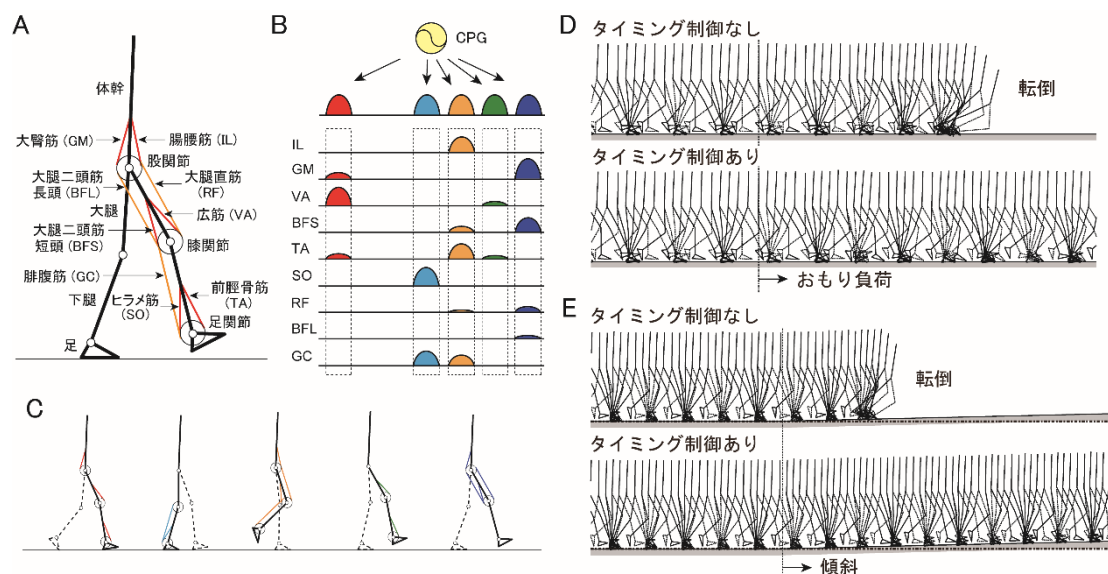 A
体幹
大臀筋 (GM)
腸腰筋 (IL)
股関節
大腿二頭筋
長頭 (BFL)
大腿直筋
(RF)
大腿
広筋 (VA)
大腿二頭筋
短頭 (BFS)
膝関節
腓腹筋 (GC)
下腿
ヒラメ筋
(SO)
前脛骨筋
(TA)
足関節
足
B
CPG
IL
GM
VA
BFS
TA
SO
RF
BFL
GC
C
D
タイミング制御なし
転倒
タイミング制御あり
おもり負荷
E
タイミング制御なし
転倒
タイミング制御あり
傾斜